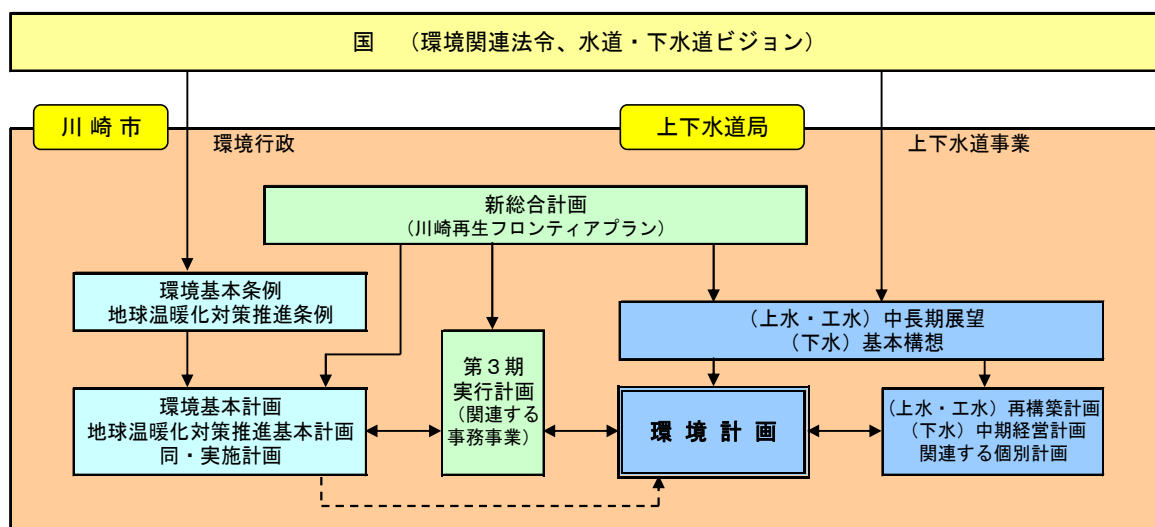 国　（環境関連法令、水道・下水道ビジョン）
川崎市
上下水道局
環境行政
上下水道事業
新総合計画
（川崎再生フロンティアプラン）
環境基本条例
地球温暖化対策推進条例
（上水・工水）中長期展望
（下水）基本構想
第３期
実行計画
（関連する
事務事業）
環境基本計画
地球温暖化対策推進基本計画
同・実施計画
環境計画
（上水・工水）再構築計画
（下水）中期経営計画
関連する個別計画